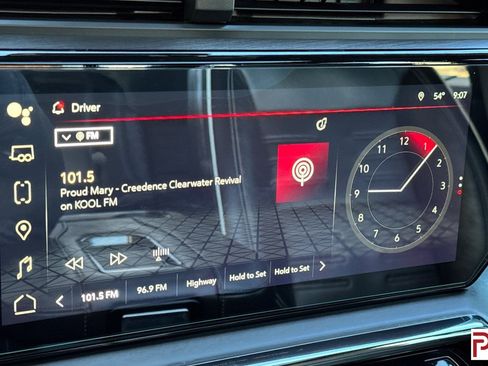 Driver
54° 9:07
FM
101.5
Proud Mary - Creedence Clearwater Revival
on KOOL FM
12 1 2 3 4 5 6 7 8 9 10 11
101.5 FM 96.9 FM Highway Hold to Set Hold to Set
P